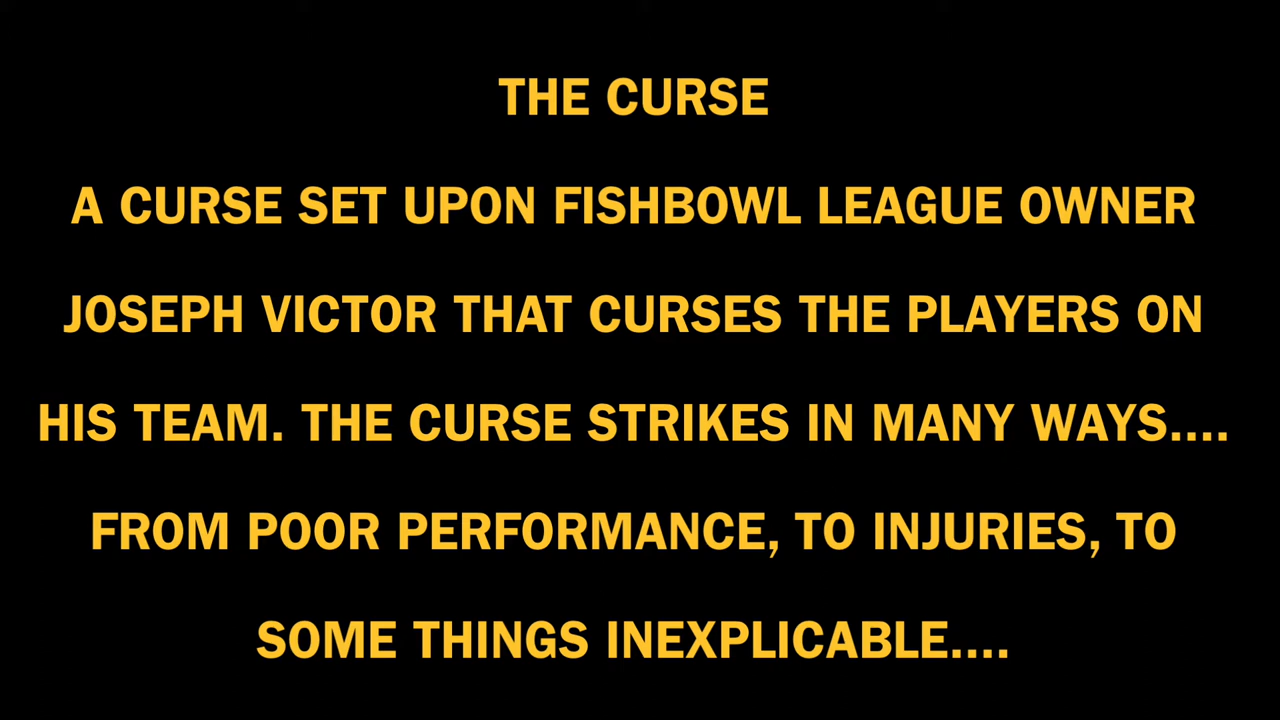 THE CURSE
A CURSE SET UPON FISHBOWL LEAGUE OWNER
JOSEPH VICTOR THAT CURSES THE PLAYERS ON
HIS TEAM. THE CURSE STRIKES IN MANY WAYS....
FROM POOR PERFORMANCE, TO INJURIES, TO
SOME THINGS INEXPLICABLE....